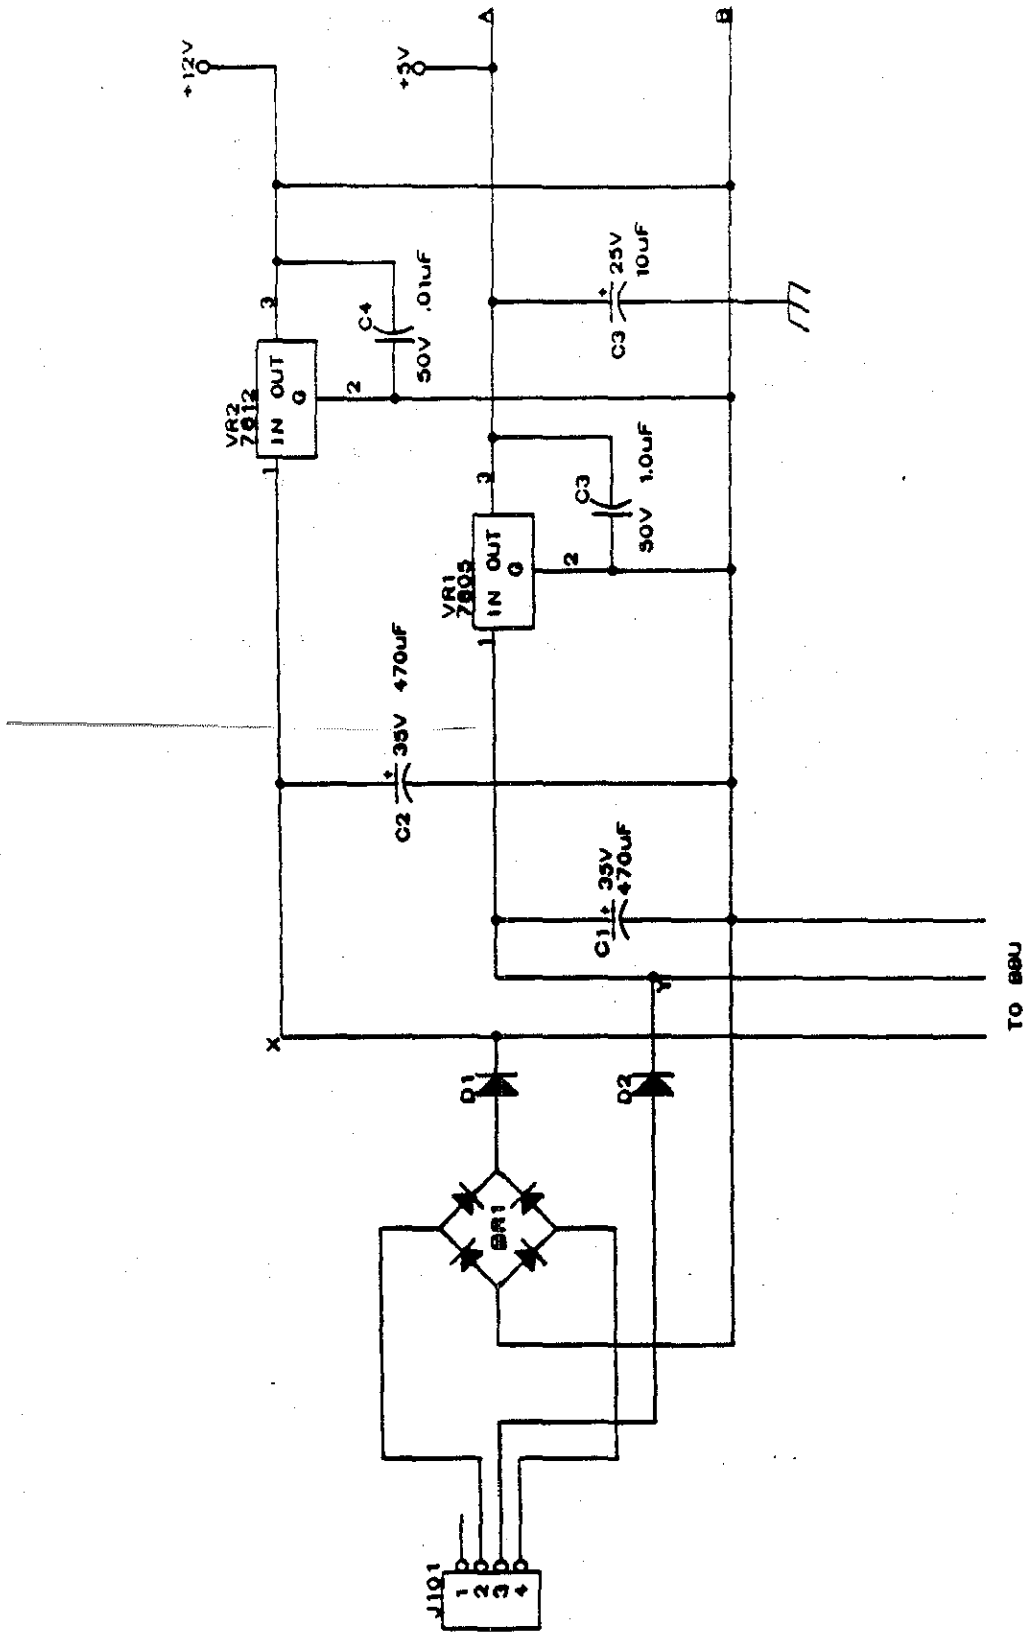 J101
1
2
3
4
BR1
D1
D2
X
Y
TO BBU
C1
+
35V
470uF
C2
+
35V 470uF
VR1
7805
IN OUT
G
1
3
2
C3
50V 1.0uF
VR2
7812
IN OUT
G
1
3
2
C4
50V .01uF
C3
+
25V
10uF
+12V
+5V
A
B